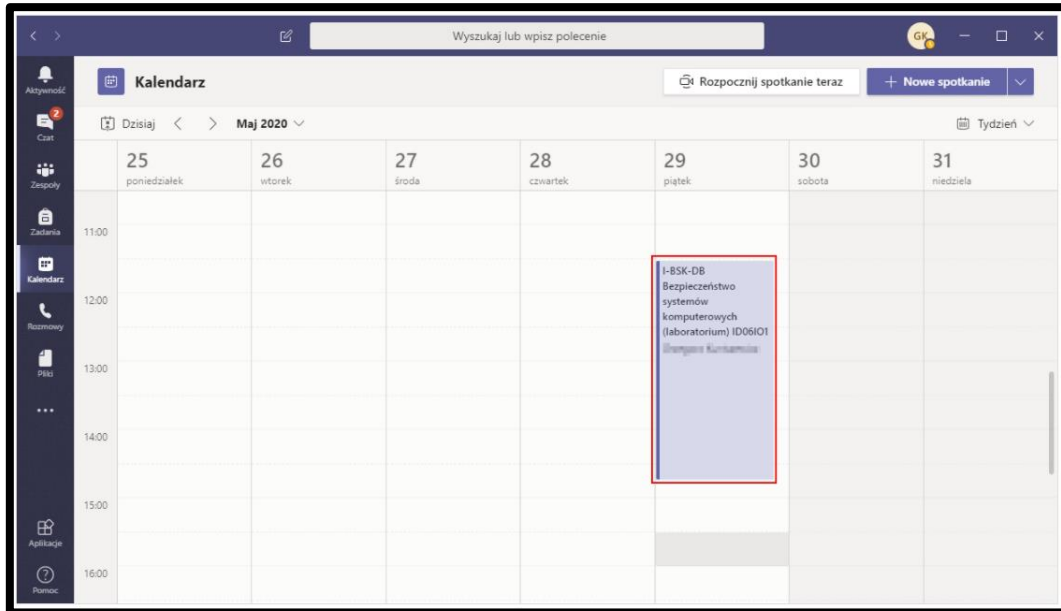 Wyszukaj lub wpisz polecenie
GK
Aktywność
2
Czat
Zespoły
Zadania
Kalendarz
Rozmowy
Pliki
Aplikacje
Pomoc
Kalendarz
Rozpocznij spotkanie teraz
+ Nowe spotkanie
Dzisiaj
Maj 2020
Tydzień
25
poniedziałek
26
wtorek
27
środa
28
czwartek
29
piątek
30
sobota
31
niedziela
11:00
12:00
13:00
14:00
15:00
16:00
I-BSK-DB
Bezpieczeństwo
systemów
komputerowych
(laboratorium) ID06IO1